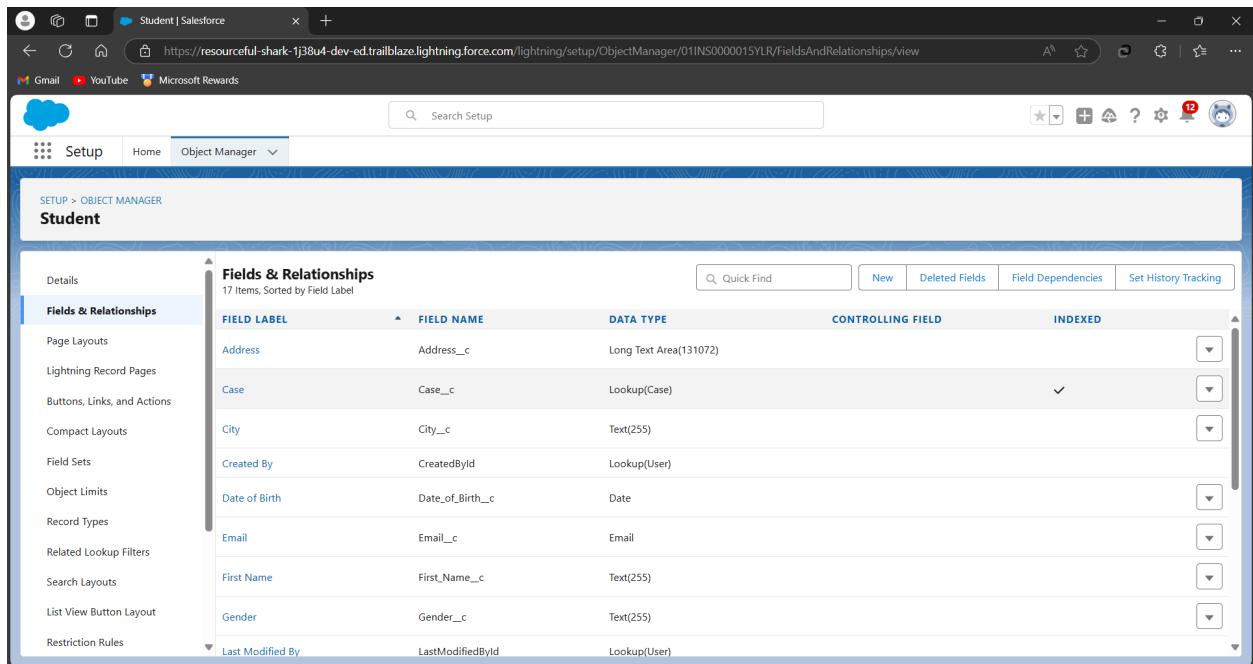 Student | Salesforce
https://resourceful-shark-1j38u4-dev-ed.trailblaze.lightning.force.com/lightning/setup/ObjectManager/01INS0000015YLR/FieldsAndRelationships/view
Gmail YouTube Microsoft Rewards
Search Setup
12
Setup Home Object Manager
SETUP > OBJECT MANAGER
Student
Details
Fields & Relationships
Page Layouts
Lightning Record Pages
Buttons, Links, and Actions
Compact Layouts
Field Sets
Object Limits
Record Types
Related Lookup Filters
Search Layouts
List View Button Layout
Restriction Rules
Fields & Relationships
17 Items, Sorted by Field Label
Quick Find New Deleted Fields Field Dependencies Set History Tracking
FIELD LABEL FIELD NAME DATA TYPE CONTROLLING FIELD INDEXED
Address Address__c Long Text Area(131072)
Case Case__c Lookup(Case)
City City__c Text(255)
Created By CreatedById Lookup(User)
Date of Birth Date_of_Birth__c Date
Email Email__c Email
First Name First_Name__c Text(255)
Gender Gender__c Text(255)
Last Modified By LastModifiedById Lookup(User)